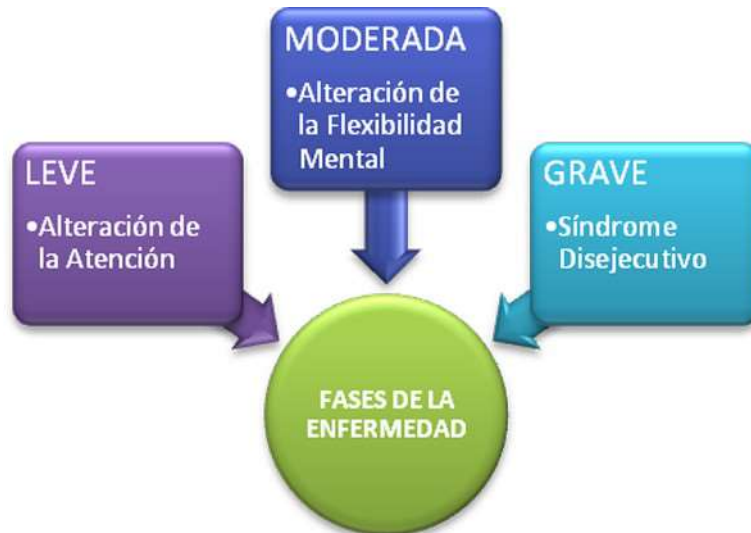 LEVE
•Alteración de
la Atención
MODERADA
•Alteración de
la Flexibilidad
Mental
GRAVE
•Síndrome
Disejecutivo
FASES DE LA
ENFERMEDAD